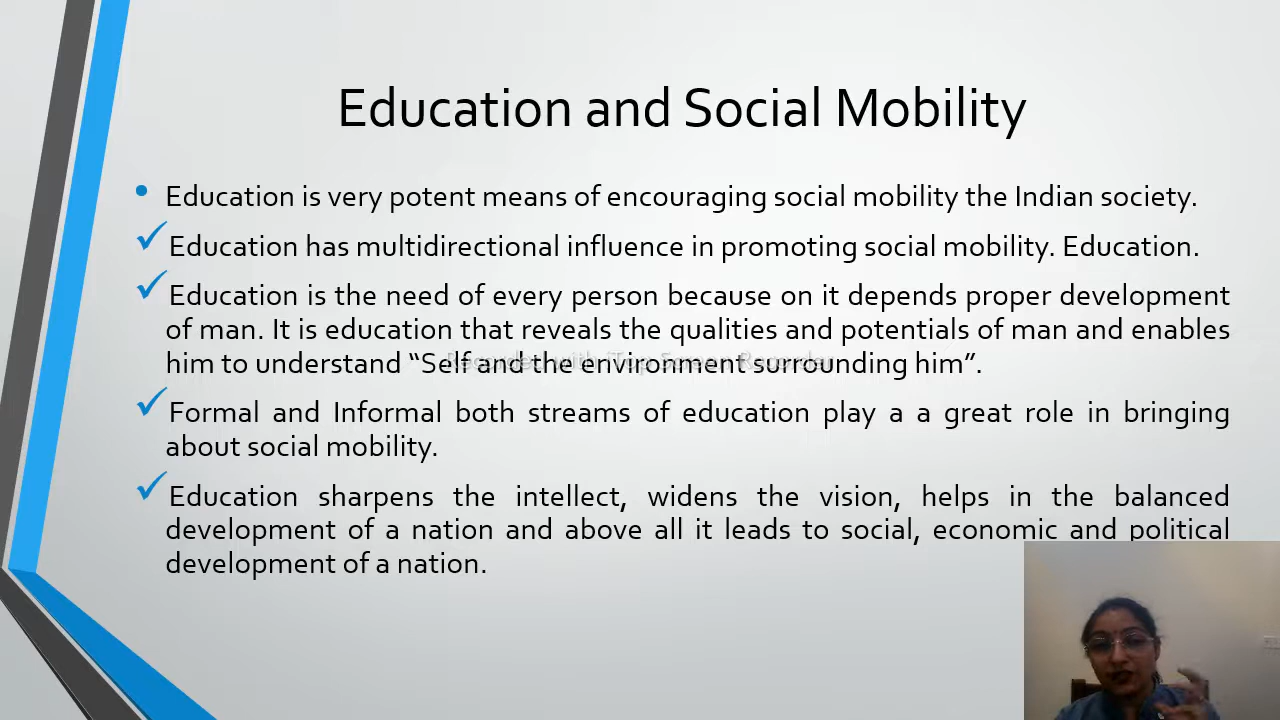 Education and Social Mobility
Education is very potent means of encouraging social mobility the Indian society.
Education has multidirectional influence in promoting social mobility. Education.
Education is the need of every person because on it depends proper development
of man. It is education that reveals the qualities and potentials of man and enables
him to understand “Self and the environment surrounding him”.
Recorded with iTop Screen Recorder
Formal and Informal both streams of education play a a great role in bringing
about social mobility.
Education sharpens the intellect, widens the vision, helps in the balanced
development of a nation and above all it leads to social, economic and political
development of a nation.